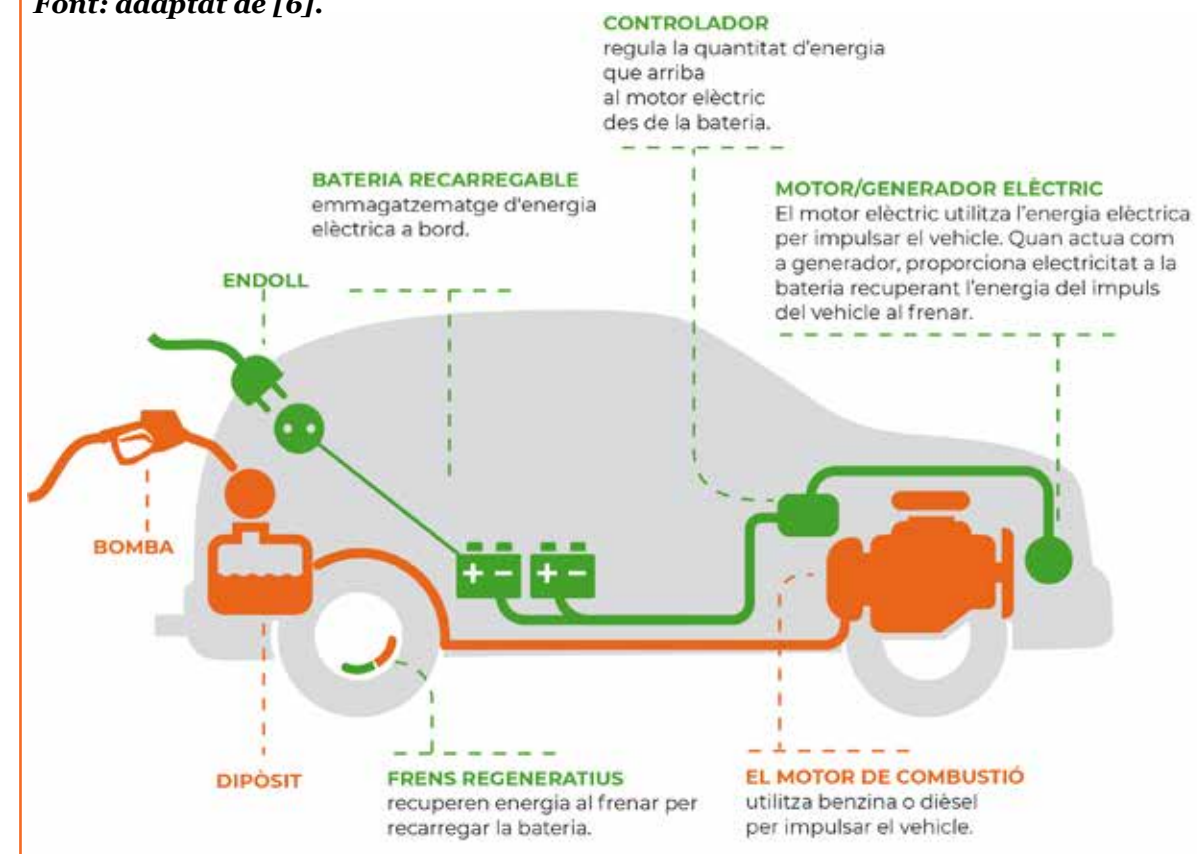 Font: adaptat de [6].
CONTROLADOR
regula la quantitat d'energia
que arriba
al motor elèctric
des de la bateria.
BATERIA RECARREGABLE
emmagatzematge d'energia
elèctrica a bord.
MOTOR/GENERADOR ELÈCTRIC
El motor elèctric utilitza l'energia elèctrica
per impulsar el vehicle. Quan actua com
a generador, proporciona electricitat a la
bateria recuperant l'energia del impuls
del vehicle al frenar.
ENDOLL
BOMBA
+ −
+ −
DIPÒSIT
FRENS REGENERATIUS
recuperen energia al frenar per
recarregar la bateria.
EL MOTOR DE COMBUSTIÓ
utilitza benzina o dièsel
per impulsar el vehicle.